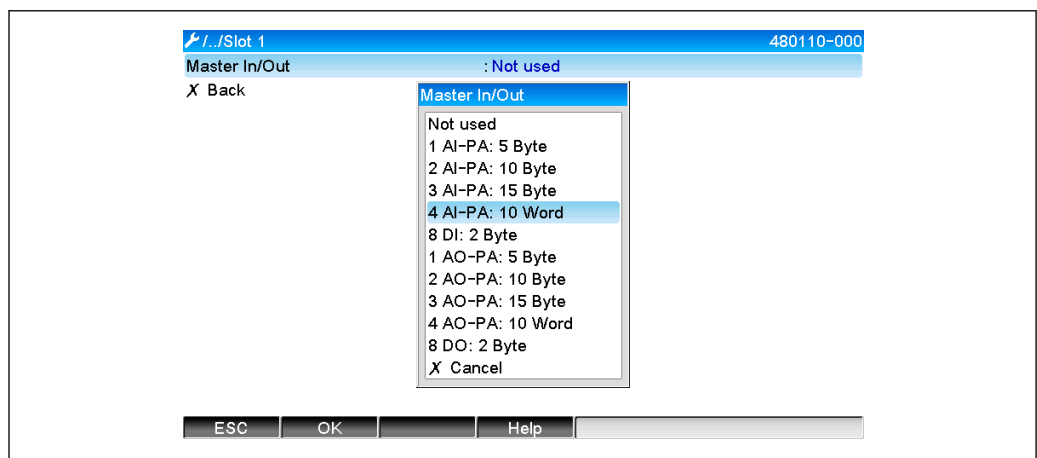 /../Slot 1 480110-000
Master In/Out : Not used
X Back
Master In/Out
Not used
1 AI-PA: 5 Byte
2 AI-PA: 10 Byte
3 AI-PA: 15 Byte
4 AI-PA: 10 Word
8 DI: 2 Byte
1 AO-PA: 5 Byte
2 AO-PA: 10 Byte
3 AO-PA: 15 Byte
4 AO-PA: 10 Word
8 DO: 2 Byte
X Cancel
ESC OK Help